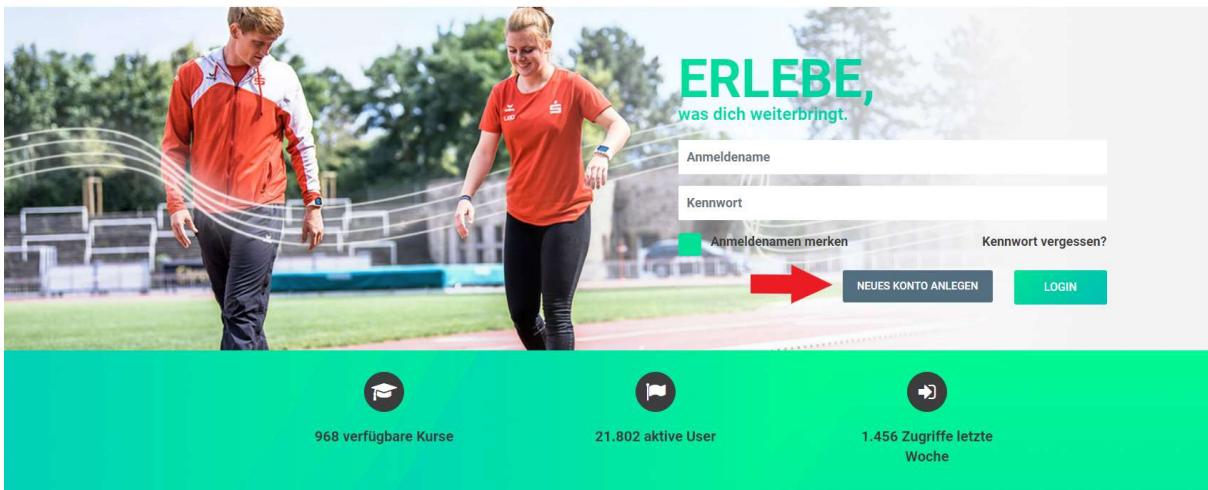 ERLEBE,
was dich weiterbringt.
Anmeldename
Kennwort
Anmeldenamen merken
Kennwort vergessen?
NEUES KONTO ANLEGEN
LOGIN
968 verfügbare Kurse
21.802 aktive User
1.456 Zugriffe letzte
Woche